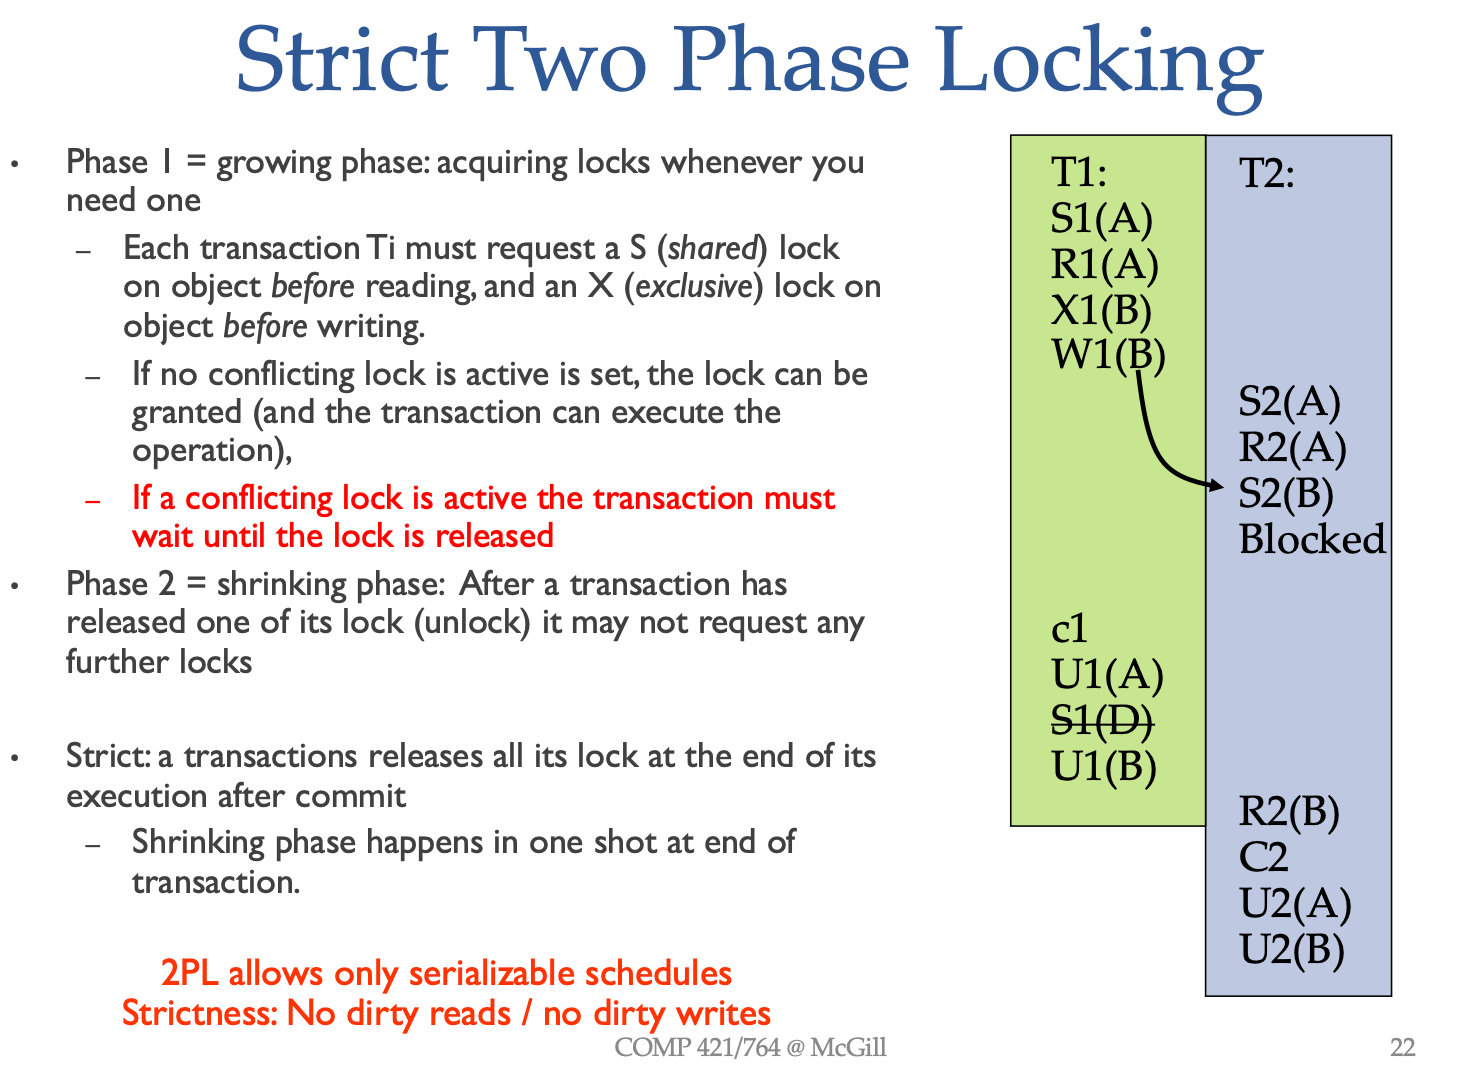 Strict Two Phase Locking
• Phase 1 = growing phase: acquiring locks whenever you
need one
– Each transaction Ti must request a S (shared) lock
on object before reading, and an X (exclusive) lock on
object before writing.
– If no conflicting lock is active is set, the lock can be
granted (and the transaction can execute the
operation),
– If a conflicting lock is active the transaction must
wait until the lock is released
• Phase 2 = shrinking phase: After a transaction has
released one of its lock (unlock) it may not request any
further locks
• Strict: a transactions releases all its lock at the end of its
execution after commit
– Shrinking phase happens in one shot at end of
transaction.
2PL allows only serializable schedules
Strictness: No dirty reads / no dirty writes
T1:
S1(A)
R1(A)
X1(B)
W1(B)
c1
U1(A)
S1(D)
U1(B)
T2:
S2(A)
R2(A)
S2(B)
Blocked
R2(B)
C2
U2(A)
U2(B)
COMP 421/764 @ McGill
22